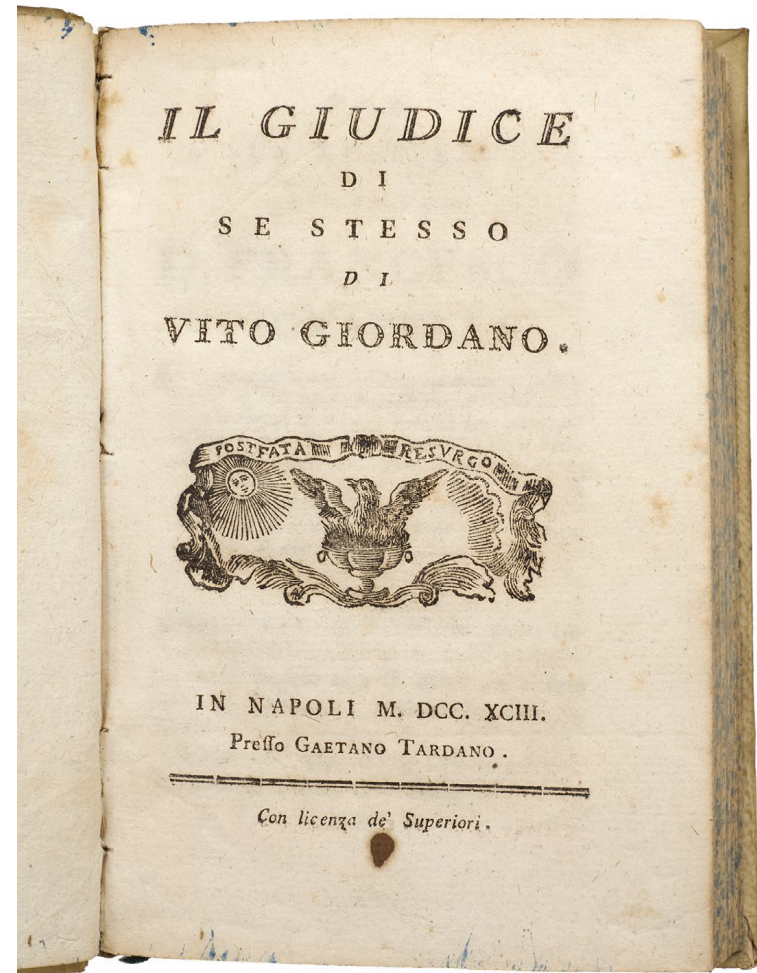 IL GIUDICE
DI
SE STESSO
DI
VITO GIORDANO.
POST FATA RESVRGO
IN NAPOLI M. DCC. XCIII.
Preſſo GAETANO TARDANO.
Con licenza de' Superiori.